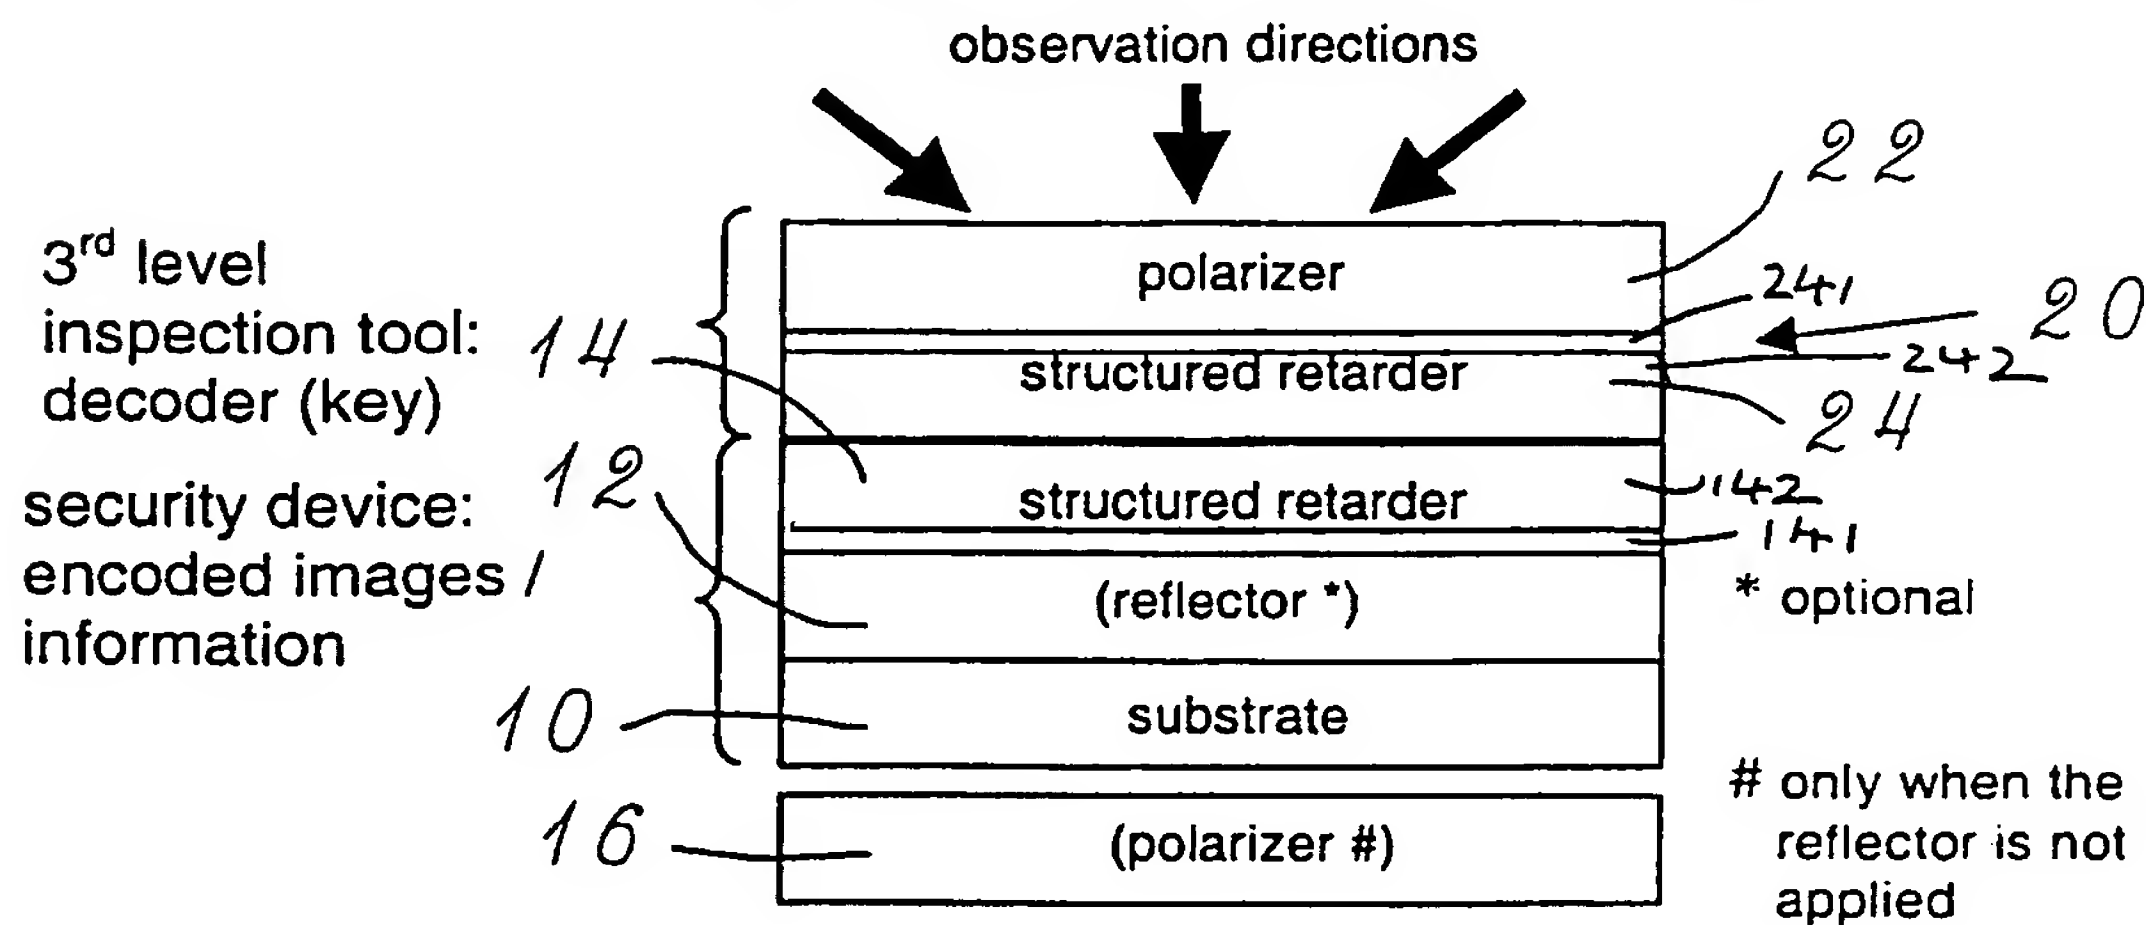 observation directions
22
3rd level
inspection tool:
decoder (key)
polarizer
241
20
14
structured retarder
242
24
12
security device:
encoded images /
information
structured retarder
142
141
(reflector *)
* optional
10
substrate
# only when the
reflector is not
applied
16
(polarizer #)